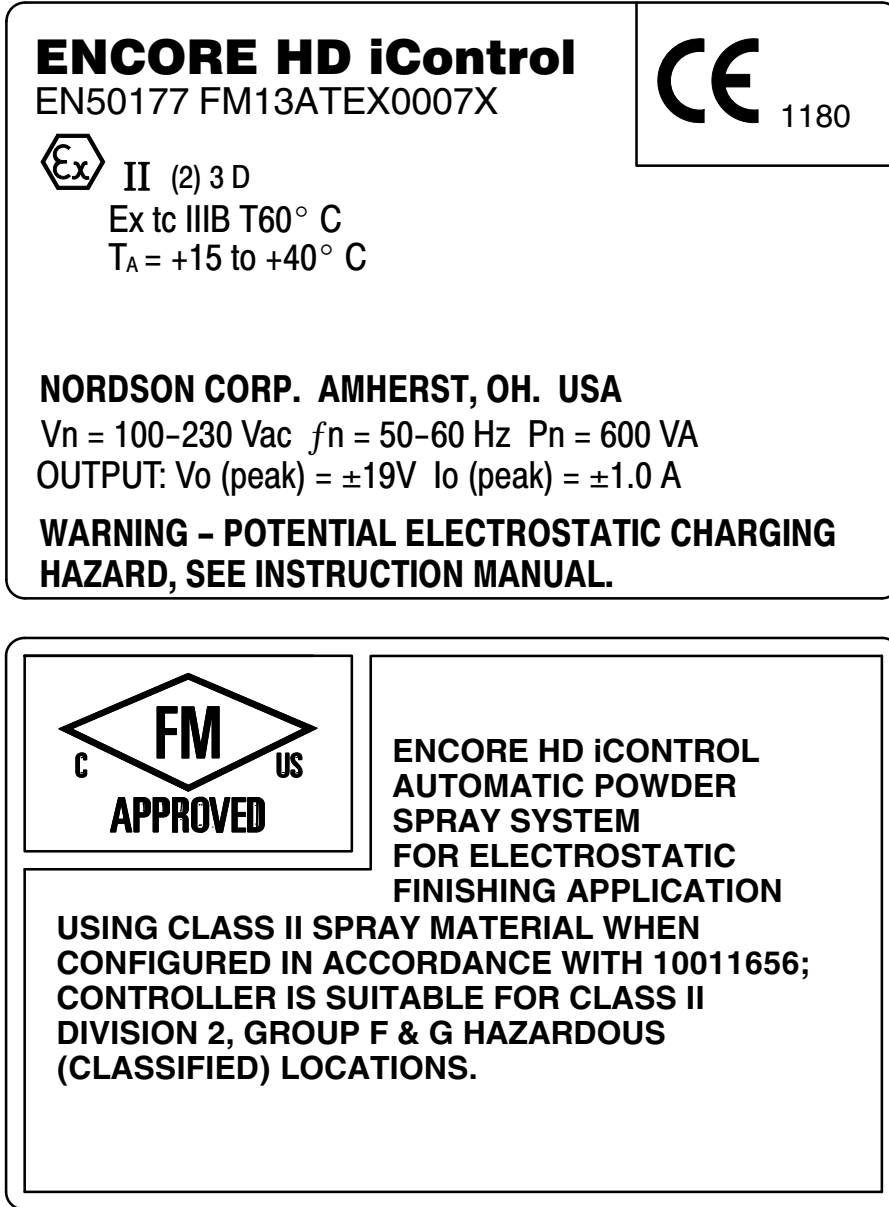 ENCORE HD iControl
EN50177 FM13ATEX0007X
CE 1180
Ex II (2) 3 D
Ex tc IIIB T60° C
TA = +15 to +40° C
NORDSON CORP. AMHERST, OH. USA
Vn = 100-230 Vac ƒn = 50-60 Hz Pn = 600 VA
OUTPUT: Vo (peak) = ±19V Io (peak) = ±1.0 A
WARNING - POTENTIAL ELECTROSTATIC CHARGING
HAZARD, SEE INSTRUCTION MANUAL.
FM
C US
APPROVED
ENCORE HD iCONTROL
AUTOMATIC POWDER
SPRAY SYSTEM
FOR ELECTROSTATIC
FINISHING APPLICATION
USING CLASS II SPRAY MATERIAL WHEN
CONFIGURED IN ACCORDANCE WITH 10011656;
CONTROLLER IS SUITABLE FOR CLASS II
DIVISION 2, GROUP F & G HAZARDOUS
(CLASSIFIED) LOCATIONS.